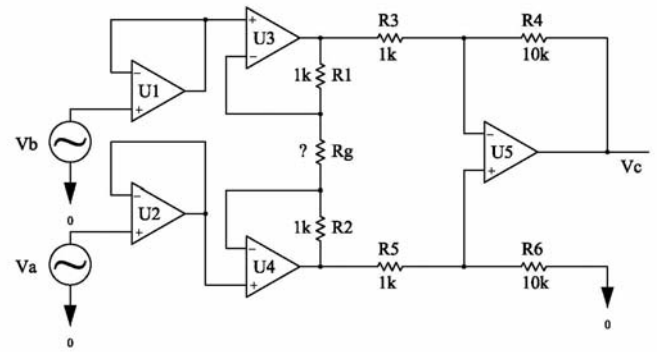 R3
R4
U3
1k
R1
1k
10k
U1
Vb
?
Rg
U5
Vc
0
U2
1k
R2
R5
R6
Va
U4
1k
10k
0
0
+
-
-
+
-
+
-
+
-
+